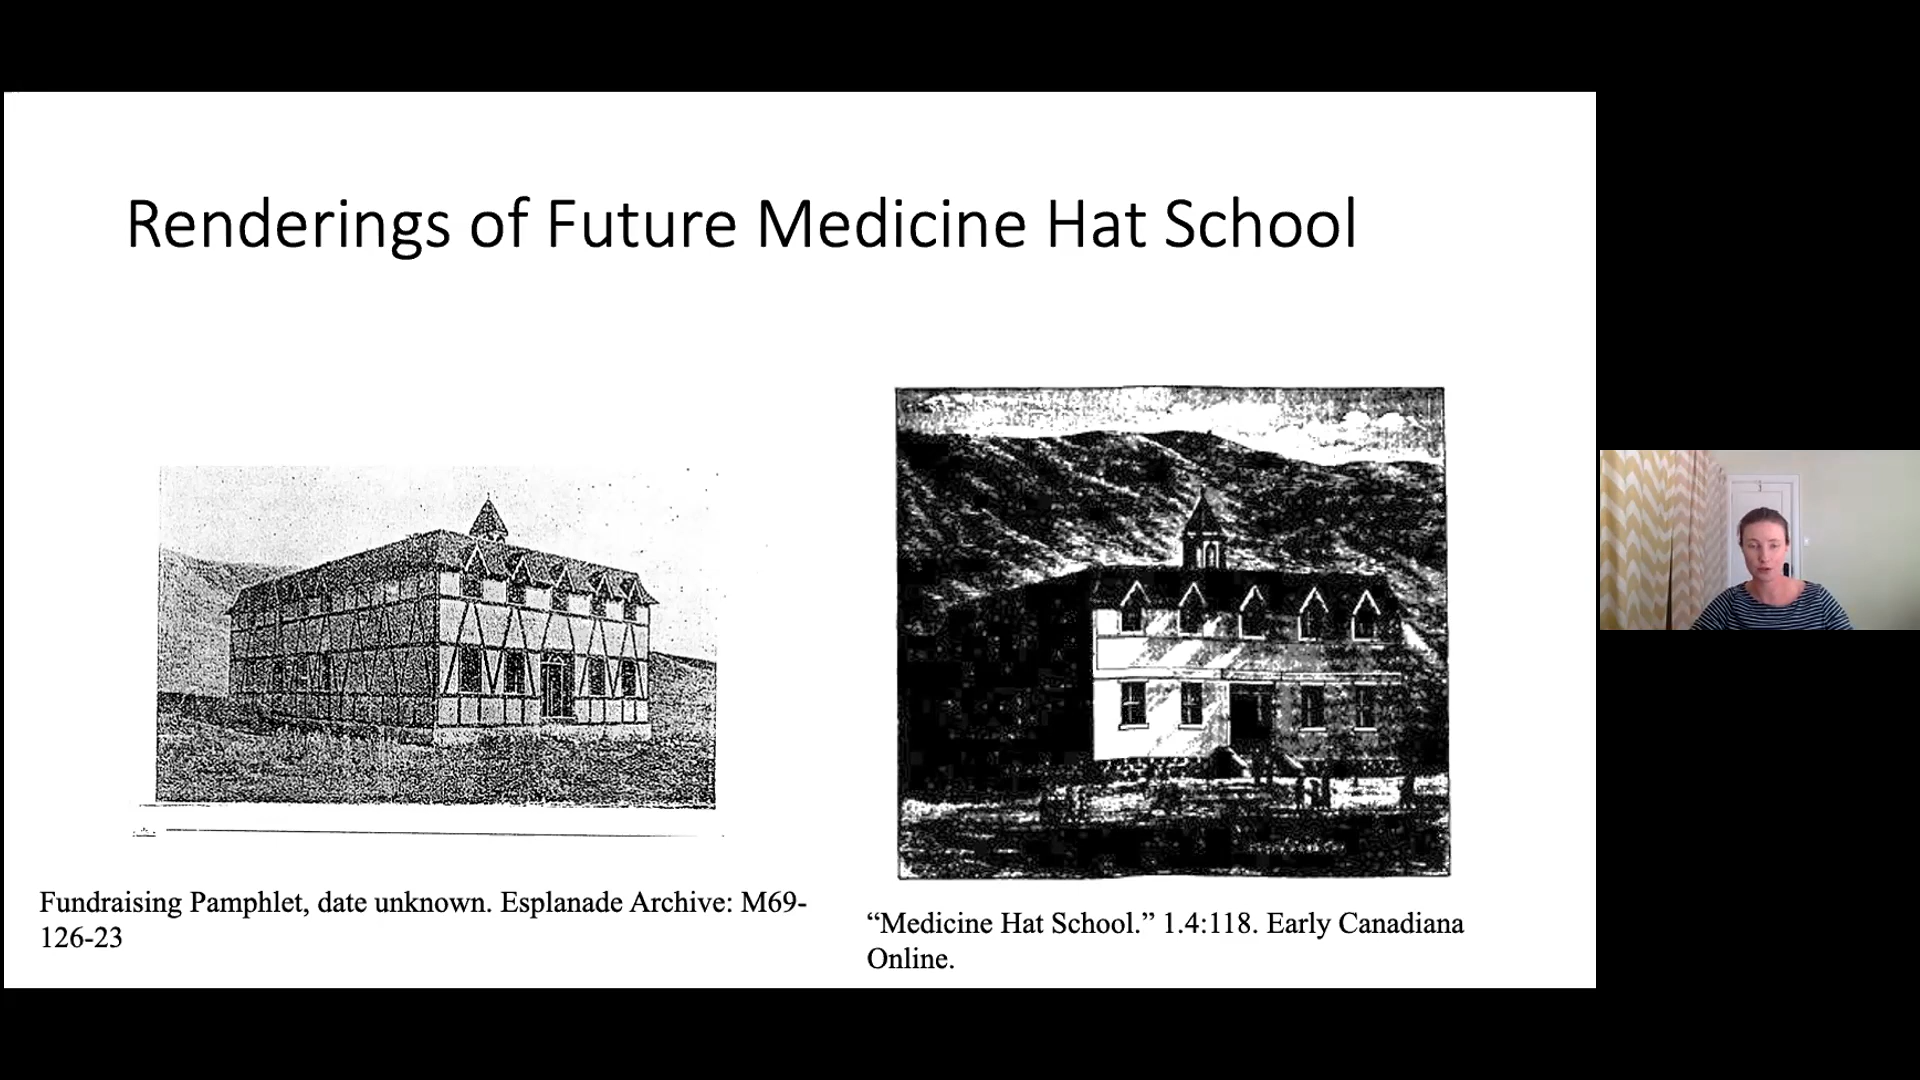 Renderings of Future Medicine Hat School
Fundraising Pamphlet, date unknown. Esplanade Archive: M69-
126-23
“Medicine Hat School.” 1.4:118. Early Canadiana
Online.